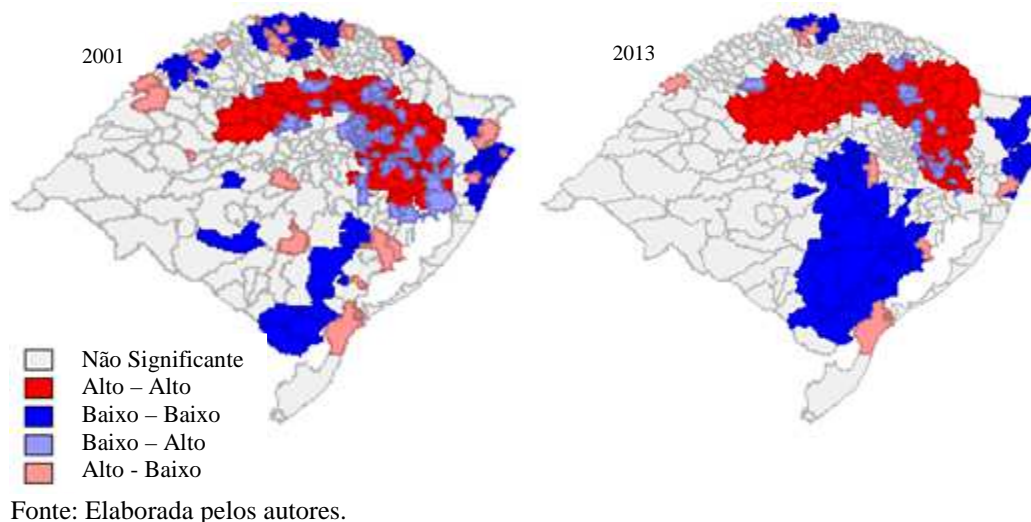 2001
2013
Não Significante
Alto – Alto
Baixo – Baixo
Baixo – Alto
Alto - Baixo
Fonte: Elaborada pelos autores.